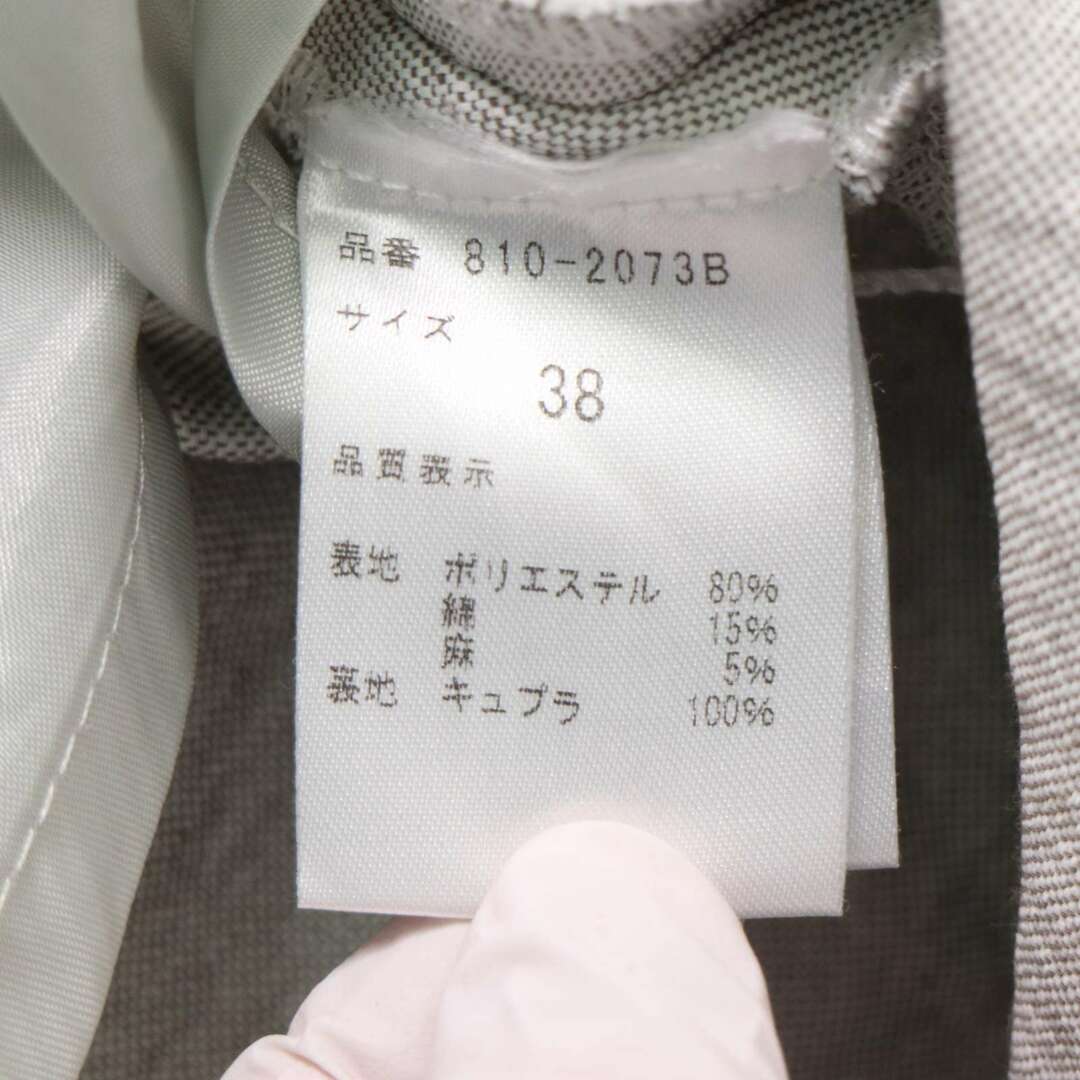 品番 810-2073B
サイズ
38
品質表示
表地 ポリエステル 80%
綿 15%
麻 5%
裏地 キュプラ 100%